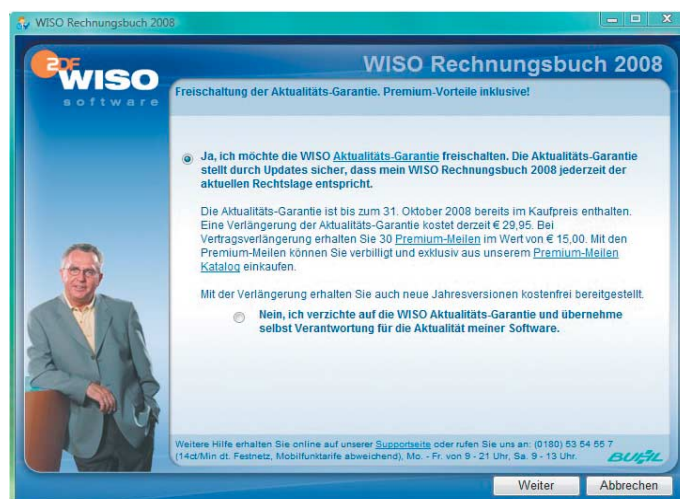 WISO Rechnungsbuch 2008
ZDF
WISO
software
WISO Rechnungsbuch 2008
Freischaltung der Aktualitäts-Garantie. Premium-Vorteile inklusive!
Ja, ich möchte die WISO Aktualitäts-Garantie freischalten. Die Aktualitäts-Garantie
stellt durch Updates sicher, dass mein WISO Rechnungsbuch 2008 jederzeit der
aktuellen Rechtslage entspricht.
Die Aktualitäts-Garantie ist bis zum 31. Oktober 2008 bereits im Kaufpreis enthalten.
Eine Verlängerung der Aktualitäts-Garantie kostet derzeit € 29,95. Bei
Vertragsverlängerung erhalten Sie 30 Premium-Meilen im Wert von € 15,00. Mit den
Premium-Meilen können Sie verbilligt und exklusiv aus unserem Premium-Meilen
Katalog einkaufen.
Mit der Verlängerung erhalten Sie auch neue Jahresversionen kostenfrei bereitgestellt.
Nein, ich verzichte auf die WISO Aktualitäts-Garantie und übernehme
selbst Verantwortung für die Aktualität meiner Software.
Weitere Hilfe erhalten Sie online auf unserer Supportseite oder rufen Sie uns an: (0180) 53 54 55 7
(14ct/Min dt. Festnetz, Mobilfunktarife abweichend), Mo. - Fr. von 9 - 21 Uhr, Sa. 9 - 13 Uhr.
BUHL
Weiter
Abbrechen